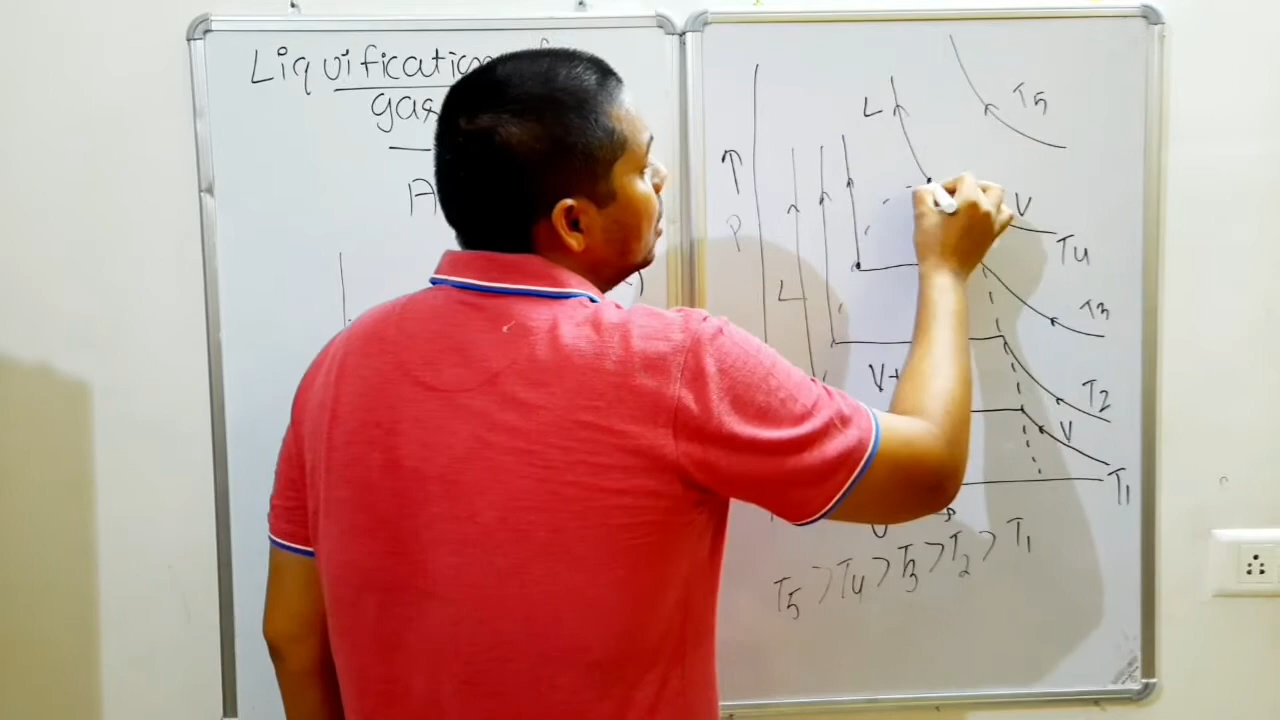 Liquification
gas
A
T5
L
V
P
T4
L
T3
V+
T2
V
T1
T5 > T4 > T3 > T2 > T1